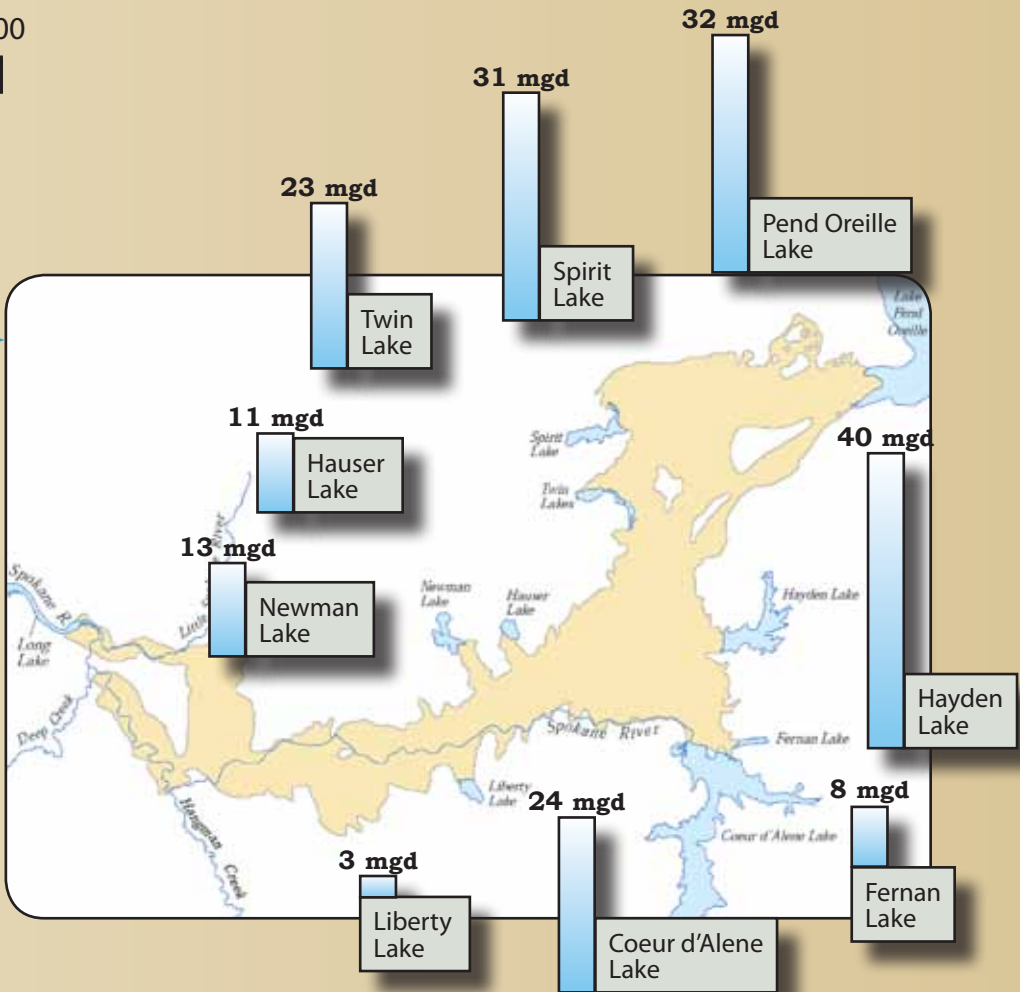 00
32 mgd
31 mgd
23 mgd
Pend Oreille
Lake
Spirit
Lake
Twin
Lake
Lake
Pend
Oreille
11 mgd
40 mgd
Hauser
Lake
Spirit
Lake
Twin
Lakes
13 mgd
River
Little
Newman
Lake
Spokane R.
Long
Lake
Deep Creek
Newman
Lake
Hauser
Lake
Hayden Lake
Hayden
Lake
Spokane River
Fernan Lake
Liberty
Lake
Hangman Creek
24 mgd
8 mgd
Coeur d'Alene Lake
3 mgd
Fernan
Lake
Liberty
Lake
Coeur d'Alene
Lake